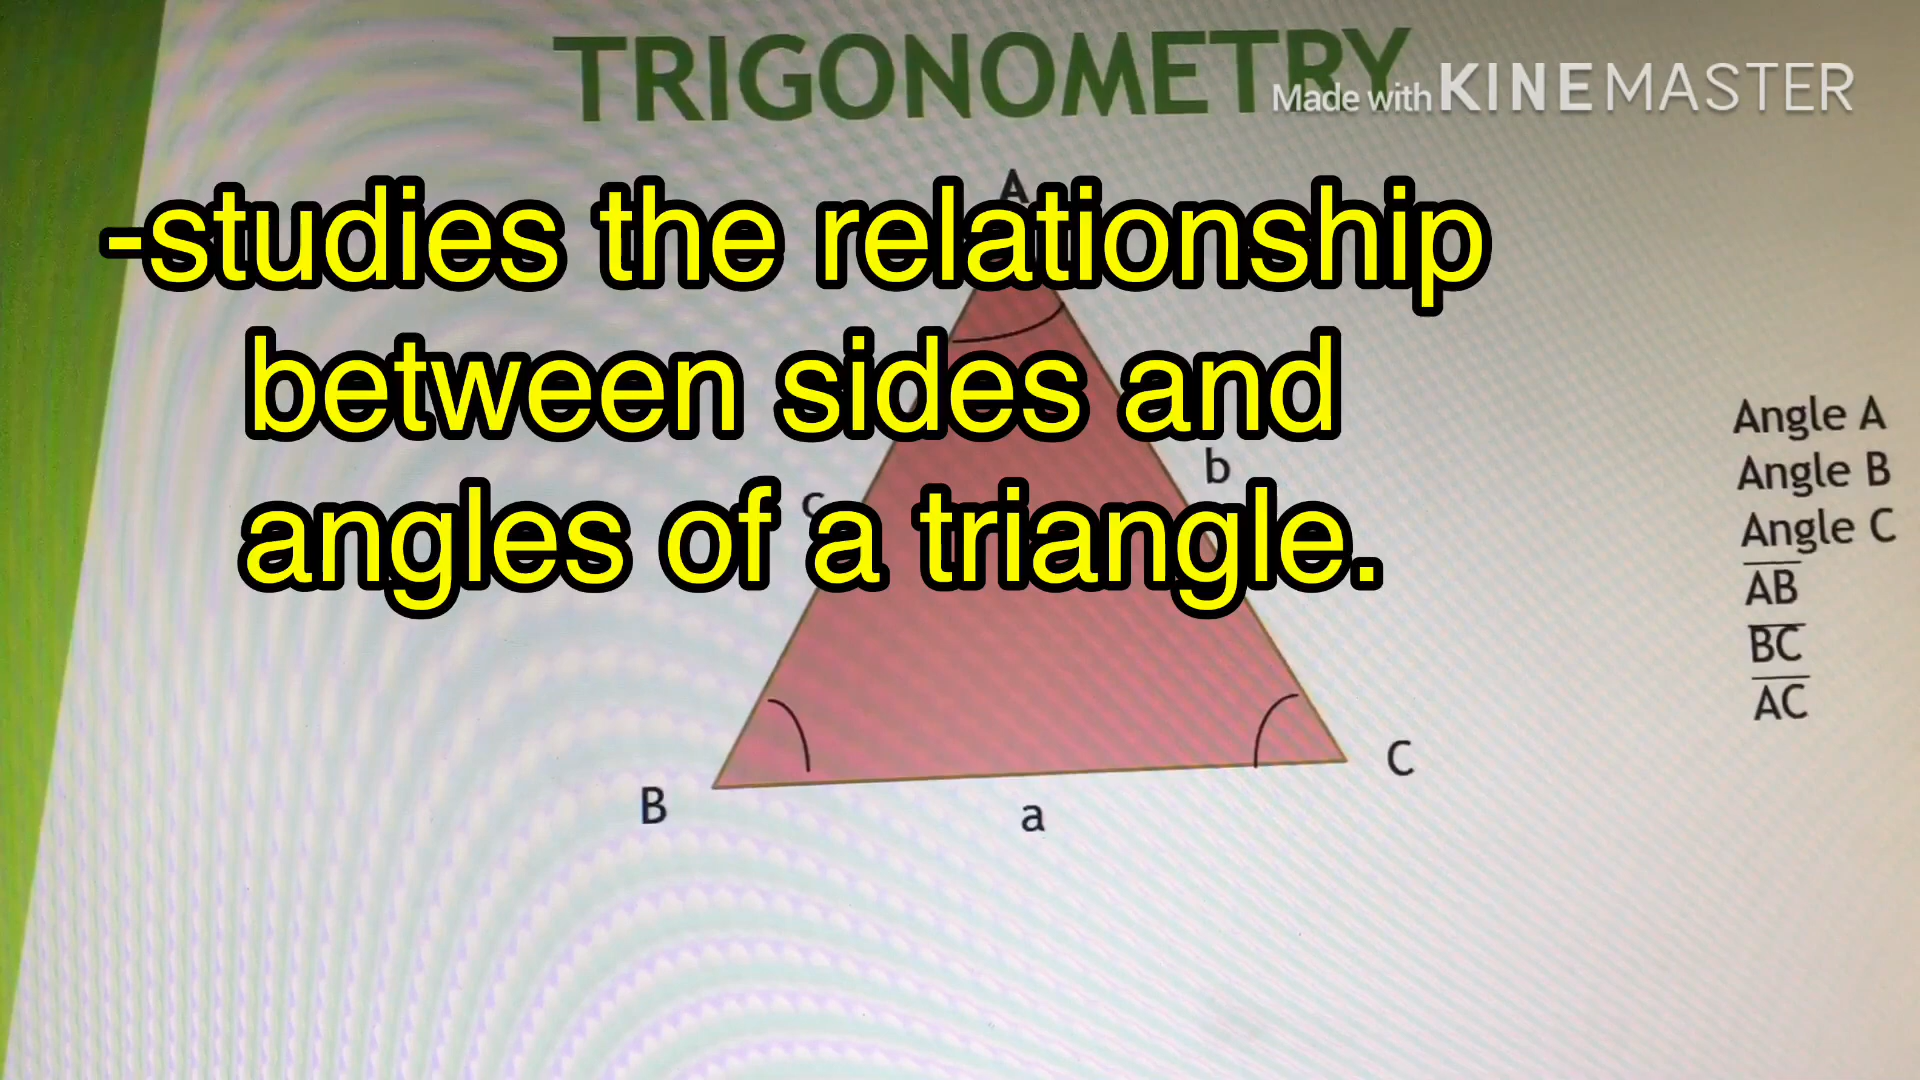 TRIGONOMETRY
Made with KINEMASTER
A
-studies the relationship
between sides and
angles of a triangle.
b
c
Angle A
Angle B
Angle C
AB
BC
AC
B
C
a